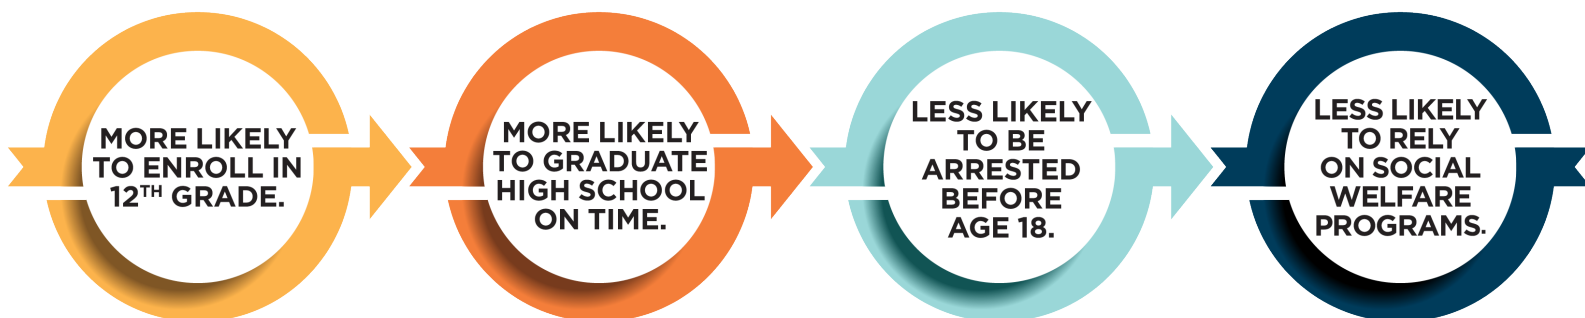 MORE LIKELY
TO ENROLL IN
12TH GRADE.
MORE LIKELY
TO GRADUATE
HIGH SCHOOL
ON TIME.
LESS LIKELY
TO BE
ARRESTED
BEFORE
AGE 18.
LESS LIKELY
TO RELY
ON SOCIAL
WELFARE
PROGRAMS.